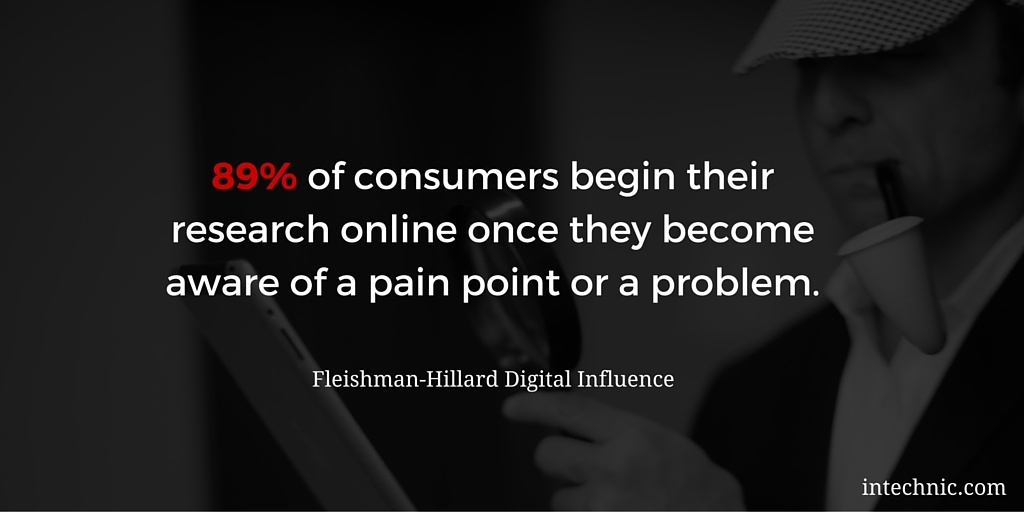 89% of consumers begin their
research online once they become
aware of a pain point or a problem.
Fleishman-Hillard Digital Influence
intechnic.com